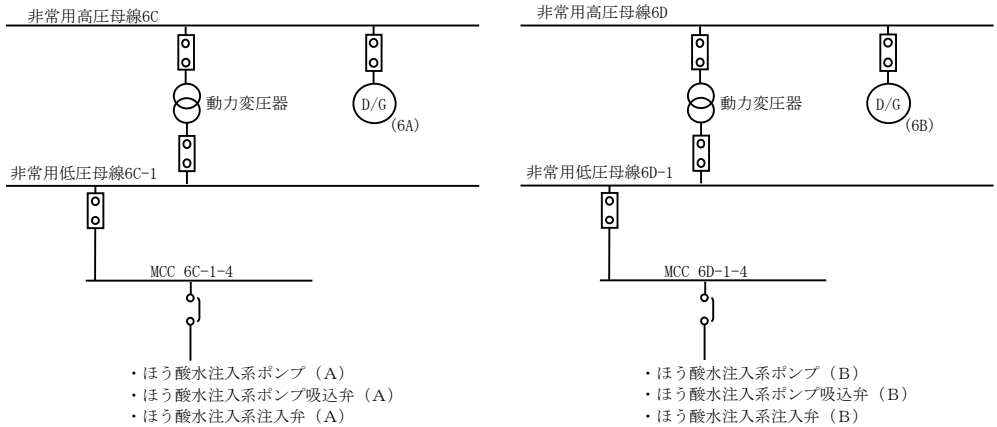 非常用高圧母線6C
動力変圧器
D/G
(6A)
非常用低圧母線6C-1
MCC 6C-1-4
・ほう酸水注入系ポンプ（A）
・ほう酸水注入系ポンプ吸込弁（A）
・ほう酸水注入系注入弁（A）
非常用高圧母線6D
動力変圧器
D/G
(6B)
非常用低圧母線6D-1
MCC 6D-1-4
・ほう酸水注入系ポンプ（B）
・ほう酸水注入系ポンプ吸込弁（B）
・ほう酸水注入系注入弁（B）